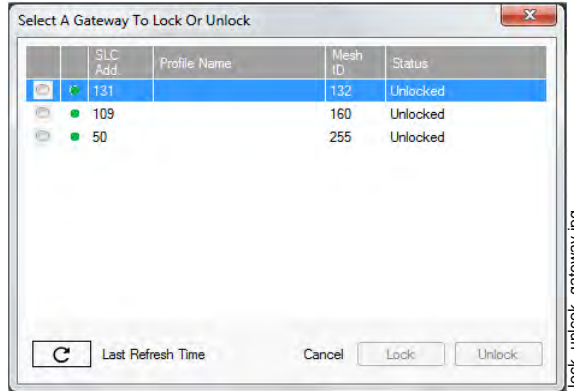 Select A Gateway To Lock Or Unlock
SLC Add. Profile Name Mesh ID Status
131 132 Unlocked
109 160 Unlocked
50 255 Unlocked
Last Refresh Time Cancel Lock Unlock
lock_unlock_gateway.jpg